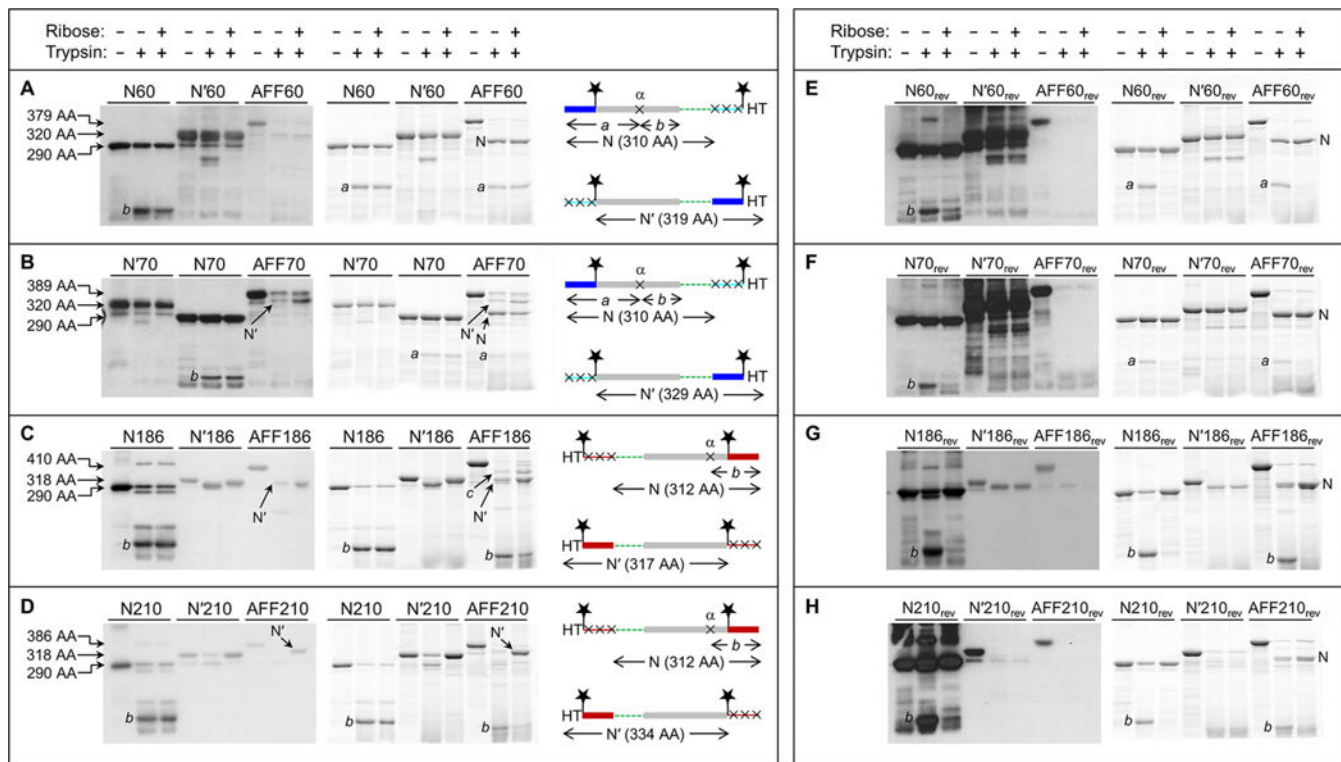 Ribose: – – + – – + – – + – – + – – + – – +
Trypsin: – + + – + + – + + – + + – + + – + +
A N60 N′60 AFF60 N60 N′60 AFF60
379 AA
320 AA
290 AA
b
a
N
a
α
a b
N (310 AA)
HT
N′ (319 AA)
HT
B N′70 N70 AFF70 N′70 N70 AFF70
389 AA
320 AA
290 AA
b
N′
a
N′
N
a
α
a b
N (310 AA)
HT
N′ (329 AA)
HT
C N186 N′186 AFF186 N186 N′186 AFF186
410 AA
318 AA
290 AA
b
N′
b
c
N′
b
α
HT
b
N (312 AA)
HT
N′ (317 AA)
D N210 N′210 AFF210 N210 N′210 AFF210
386 AA
318 AA
290 AA
b
N′
b
N′
b
α
HT
b
N (312 AA)
HT
N′ (334 AA)
Ribose: – – + – – + – – + – – + – – + – – +
Trypsin: – + + – + + – + + – + + – + + – + +
E N60rev N′60rev AFF60rev N60rev N′60rev AFF60rev
b
a
a
N
F N70rev N′70rev AFF70rev N70rev N′70rev AFF70rev
b
a
a
N
G N186rev N′186rev AFF186rev N186rev N′186rev AFF186rev
b
b
b
N
H N210rev N′210rev AFF210rev N210rev N′210rev AFF210rev
b
b
b
N